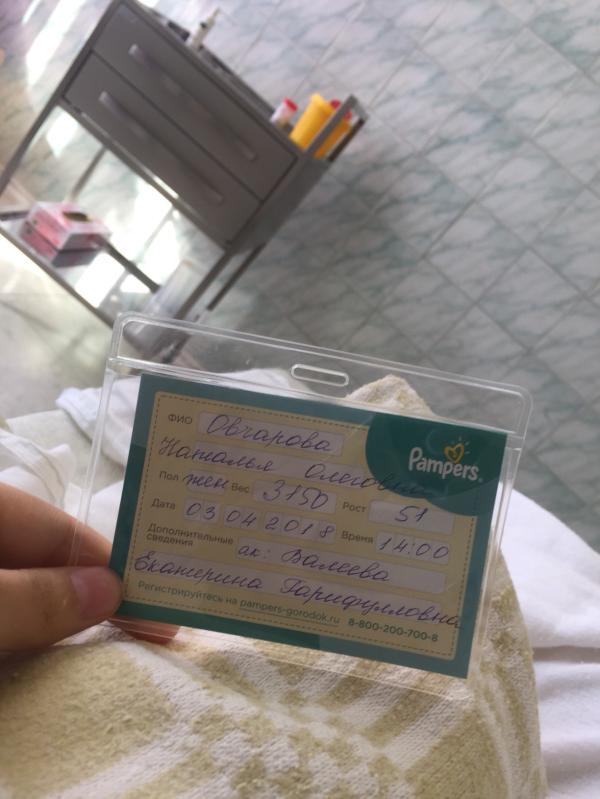 ФИО Овчарова
Pampers
Наталья Олеговна
Пол жен Вес 3150 Рост 51
Дата 03 04 2018 Время 14:00
Дополнительные сведения ак: Валеева
Екатерина Гарифулловна
Регистрируйтесь на pampers-gorodok.ru 8-800-200-700-8